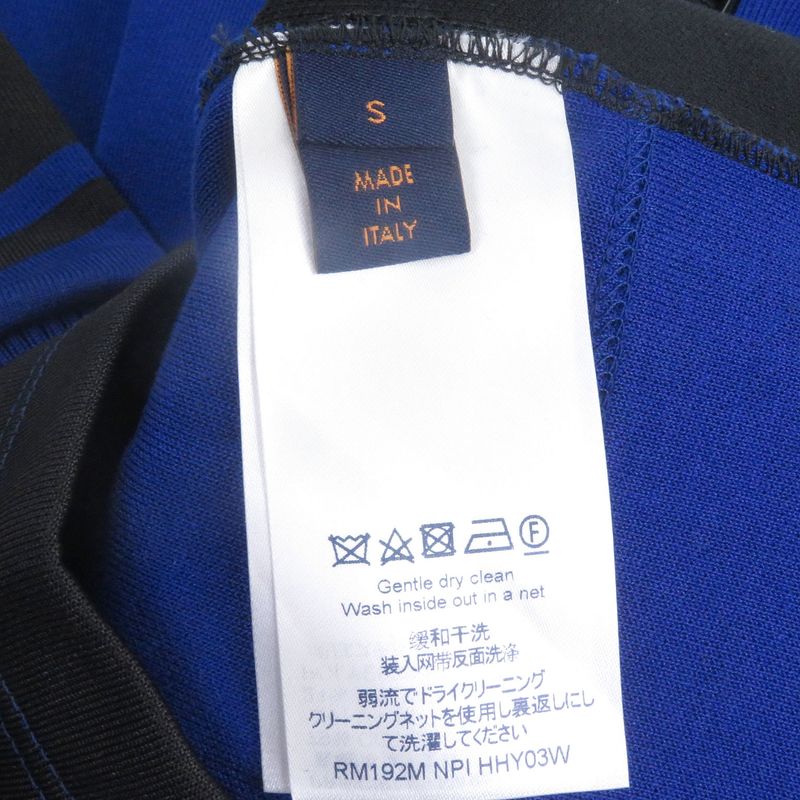 S
MADE
IN
ITALY
F
Gentle dry clean
Wash inside out in a net
缓和干洗
装入网带反面洗涤
弱流でドライクリーニング
クリーニングネットを使用し裏返しにし
て洗濯してください
RM192M NPI HHY03W